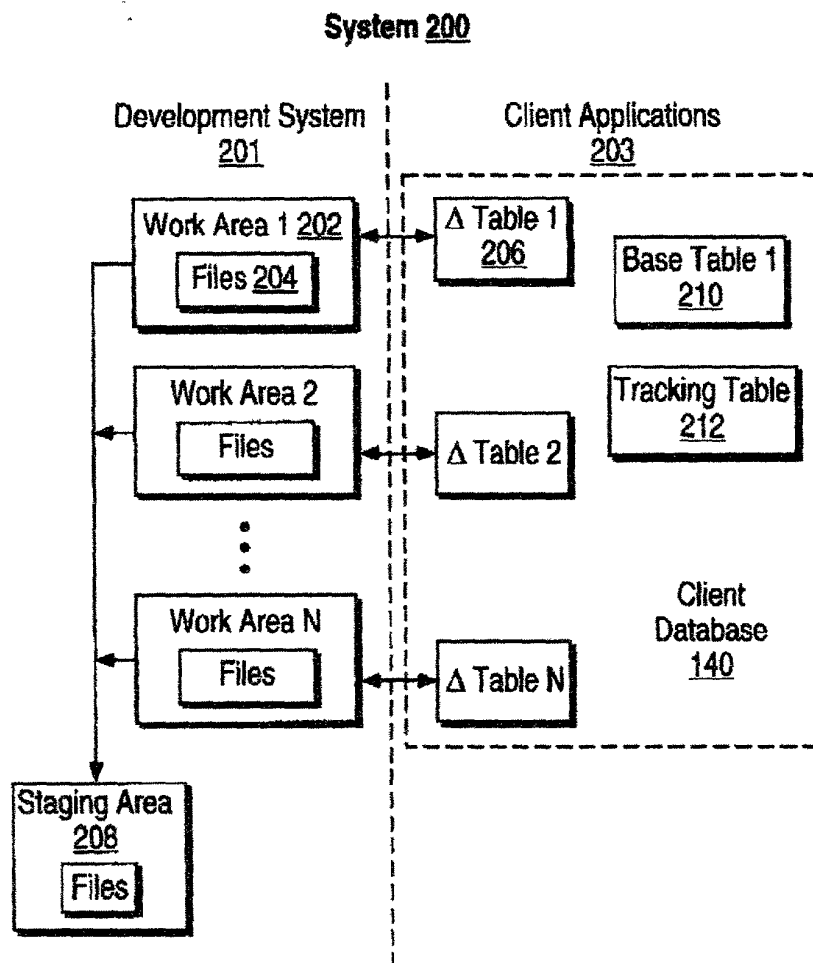 System 200
Development System
201
Client Applications
203
Work Area 1 202
Files 204
Δ Table 1
206
Base Table 1
210
Work Area 2
Files
Δ Table 2
Tracking Table
212
Work Area N
Files
Δ Table N
Client
Database
140
Staging Area
208
Files